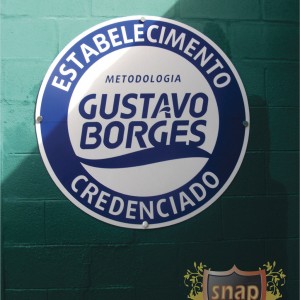 ESTABELECIMENTO
METODOLOGIA
GUSTAVO
BORGES
CREDENCIADO
snap